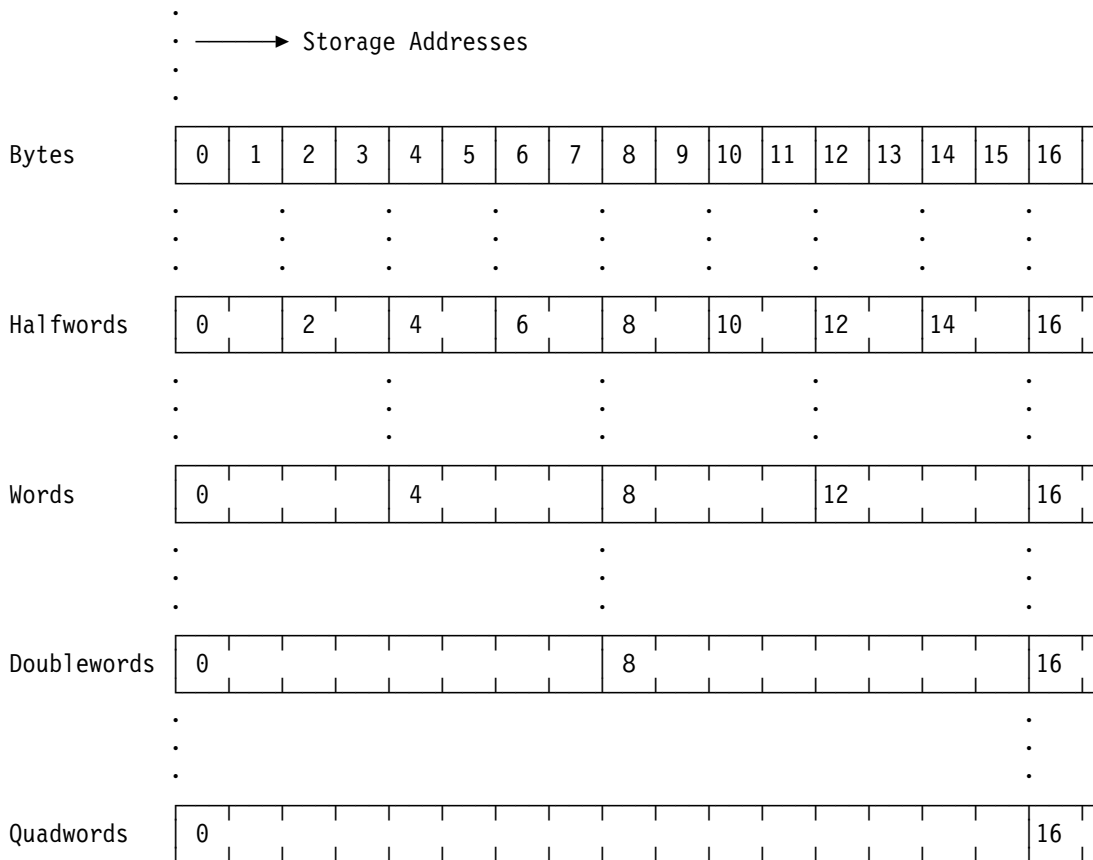 Storage Addresses
Bytes 0 1 2 3 4 5 6 7 8 9 10 11 12 13 14 15 16
Halfwords 0 2 4 6 8 10 12 14 16
Words 0 4 8 12 16
Doublewords 0 8 16
Quadwords 0 16